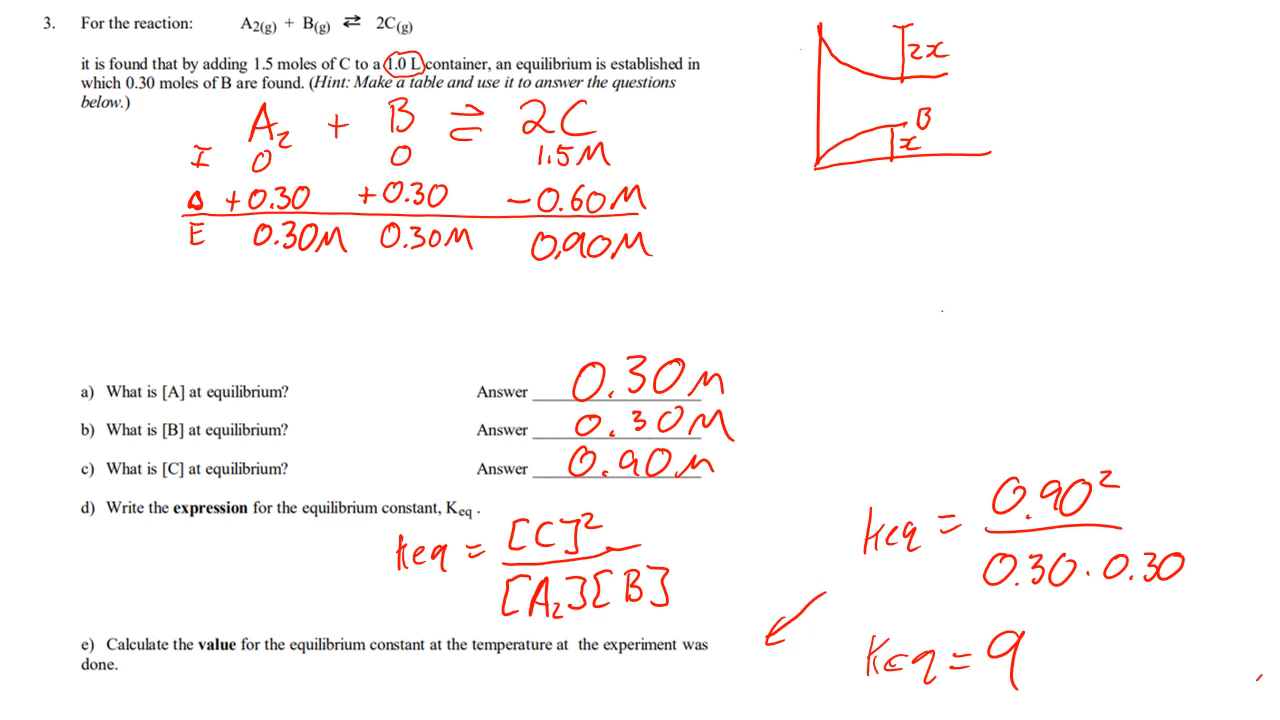 3. For the reaction: A2(g) + B(g) ⇄ 2C(g)
it is found that by adding 1.5 moles of C to a 1.0 L container, an equilibrium is established in
which 0.30 moles of B are found. (Hint: Make a table and use it to answer the questions
below.)
A₂ + B ⇌ 2C
I 0 0 1.5M
Δ +0.30 +0.30 -0.60M
E 0.30M 0.30M 0.90M
2x
B
x
a) What is [A] at equilibrium? Answer 0.30M
b) What is [B] at equilibrium? Answer 0.30M
c) What is [C] at equilibrium? Answer 0.90M
d) Write the expression for the equilibrium constant, Keq .
Keq = [C]²
[A₂][B]
e) Calculate the value for the equilibrium constant at the temperature at the experiment was
done.
Keq = 0.90²
0.30 · 0.30
Keq = 9